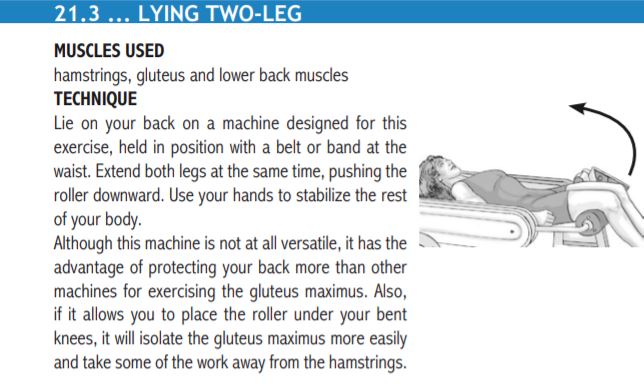 21.3 ... LYING TWO-LEG
MUSCLES USED
hamstrings, gluteus and lower back muscles
TECHNIQUE
Lie on your back on a machine designed for this
exercise, held in position with a belt or band at the
waist. Extend both legs at the same time, pushing the
roller downward. Use your hands to stabilize the rest
of your body.
Although this machine is not at all versatile, it has the
advantage of protecting your back more than other
machines for exercising the gluteus maximus. Also,
if it allows you to place the roller under your bent
knees, it will isolate the gluteus maximus more easily
and take some of the work away from the hamstrings.